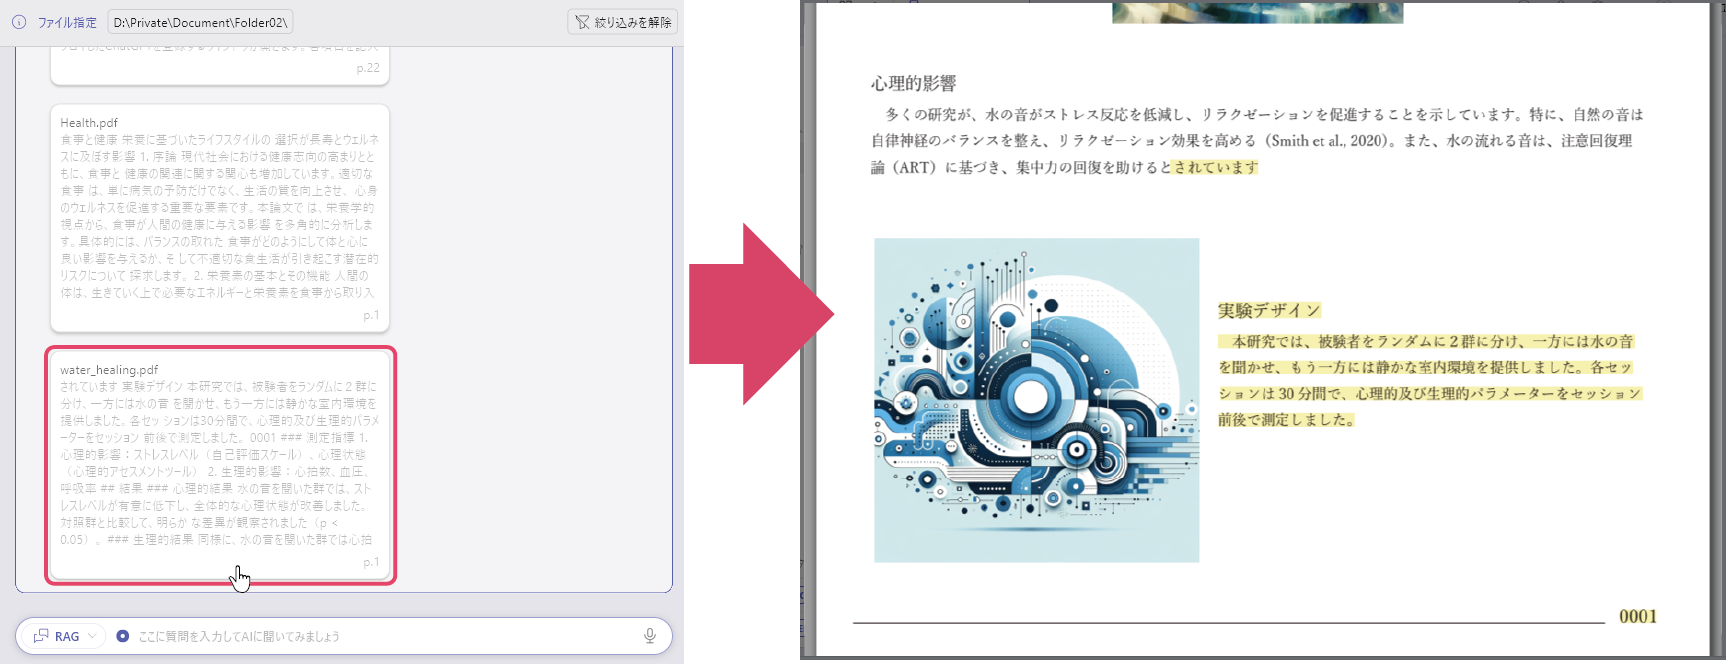 ファイル指定
D:\Private\Document\Folder02\
絞り込みを解除
p.22
Health.pdf
食事と健康 栄養に基づいたライフスタイルの 選択が長寿とウェルネ
スに及ぼす影響 1. 序論 現代社会における健康志向の高まりとと
もに、食事と 健康の関連に関する関心も増加しています。適切な
食事 は、単に病気の予防だけでなく、生活の質を向上させ、心身
のウェルネスを促進する重要な要素です。本論文で は、栄養学的
視点から、食事が人間の健康に与える影響 を多角的に分析しま
す。具体的には、バランスの取れた 食事がどのようにして体と心に
良い影響を与えるか、そして不適切な食生活が引き起こす潜在的
リスクについて 探求します。 2. 栄養素の基本とその機能 人間の
体は、生きていく上で必要なエネルギーと栄養素を食事から取り入
p.1
water_healing.pdf
されています 実験デザイン 本研究では、被験者をランダムに２群に
分け、一方には水の音 を聞かせ、もう一方には静かな室内環境を
提供しました。各セッ ションは30分間で、心理的及び生理的パラメ
ーターをセッション 前後で測定しました。0001 ### 測定指標 1.
心理的影響：ストレスレベル（自己評価スケール）、心理状態
（心理的アセスメントツール） 2. 生理的影響：心拍数、血圧、
呼吸率 ## 結果 ### 心理的結果 水の音を聞いた群では、スト
レスレベルが有意に低下し、全体的な心理状態が改善しました。
対照群と比較して、明らか な差異が観察されました（p <
0.05）。 ### 生理的結果 同様に、水の音を聞いた群では心拍
p.1
RAG
ここに質問を入力してAIに聞いてみましょう
心理的影響
多くの研究が、水の音がストレス反応を低減し、リラクゼーションを促進することを示しています。特に、自然の音は
自律神経のバランスを整え、リラクゼーション効果を高める（Smith et al., 2020）。また、水の流れる音は、注意回復理
論（ART）に基づき、集中力の回復を助けるとされています
実験デザイン
本研究では、被験者をランダムに２群に分け、一方には水の音
を聞かせ、もう一方には静かな室内環境を提供しました。各セッ
ションは 30 分間で、心理的及び生理的パラメーターをセッション
前後で測定しました。
0001